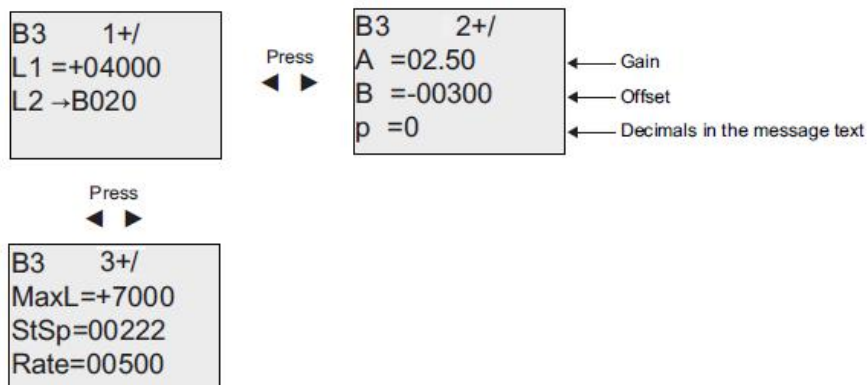 B3 1+/
L1 =+04000
L2 →B020
Press
◄ ►
B3 2+/
A =02.50
B =-00300
p =0
Gain
Offset
Decimals in the message text
Press
◄ ►
B3 3+/
MaxL=+7000
StSp=00222
Rate=00500